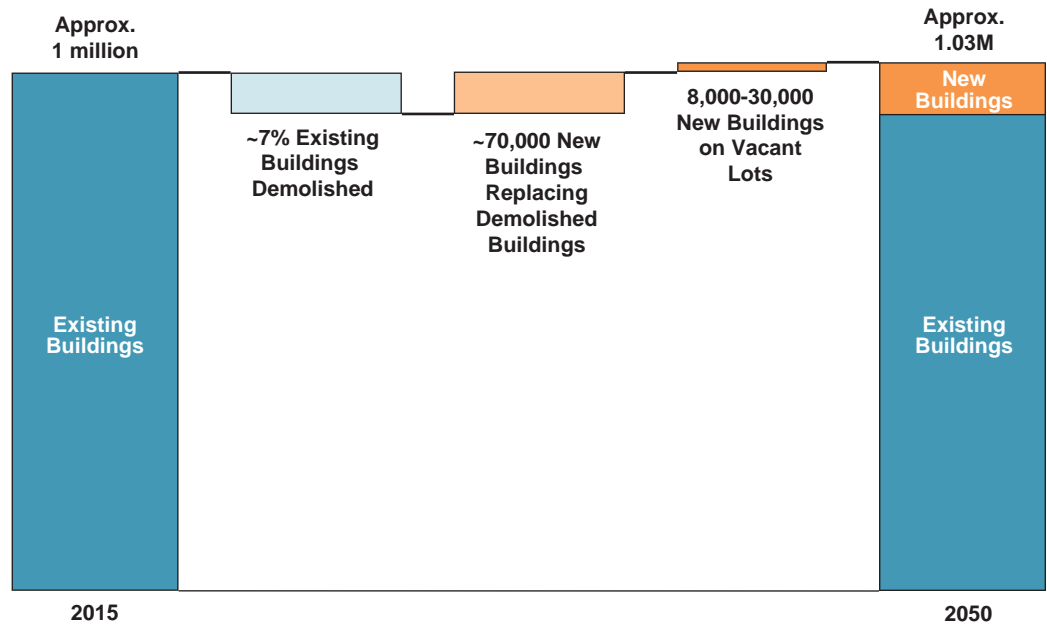 Approx.
1 million
Existing
Buildings
2015
~7% Existing
Buildings
Demolished
~70,000 New
Buildings
Replacing
Demolished
Buildings
8,000-30,000
New Buildings
on Vacant
Lots
Approx.
1.03M
New
Buildings
Existing
Buildings
2050